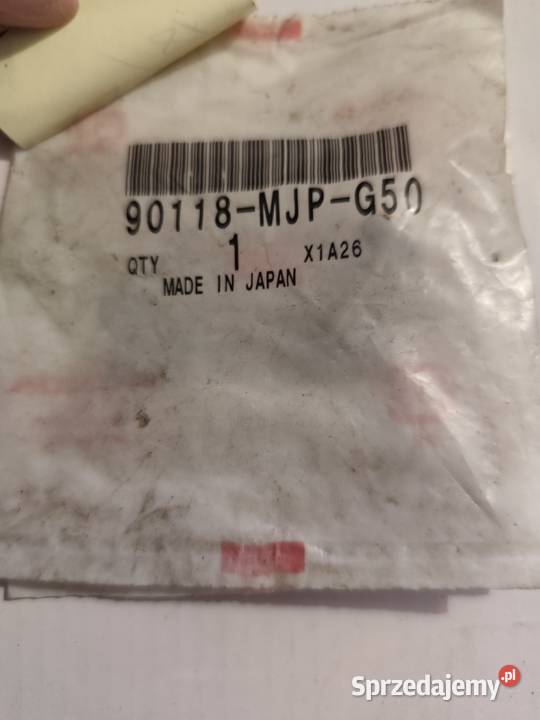 90118-MJP-G50
QTY 1 X1A26
MADE IN JAPAN
Sprzedajemy.pl